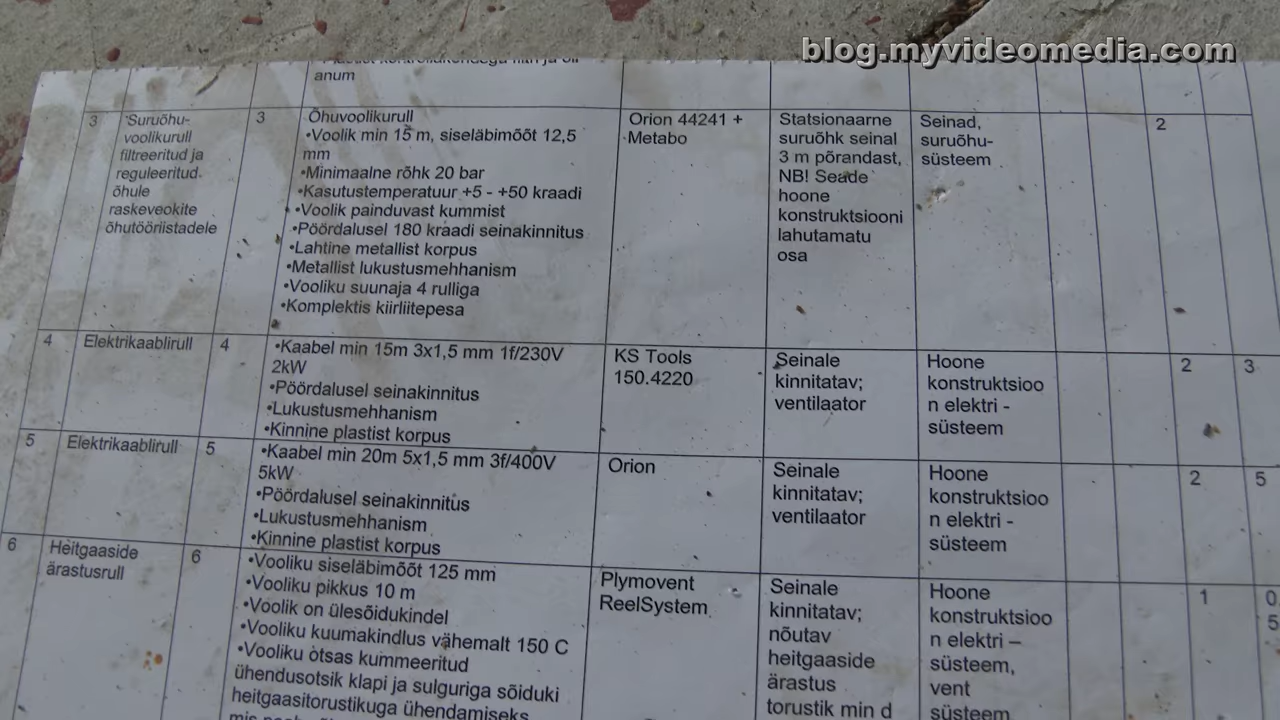 blog.myvideomedia.com
anum
3
'Suruõhu-
voolikurull
filtreeritud ja
reguleeritud
õhule
raskeveokite
õhutööriistadele
3
Õhuvoolikurull
•Voolik min 15 m, siseläbimõõt 12,5
mm
•Minimaalne rõhk 20 bar
•Kasutustemperatuur +5 - +50 kraadi
•Voolik painduvast kummist
•Pöördalusel 180 kraadi seinakinnitus
•Lahtine metallist korpus
•Metallist lukustusmehhanism
•Vooliku suunaja 4 rulliga
•Komplektis kiirliitepesa
Orion 44241 +
Metabo
Statsionaarne
suruõhk seinal
3 m põrandast,
NB! Seade
hoone
konstruktsiooni
lahutamatu
osa
Seinad,
suruõhu-
süsteem
2
4
Elektrikaablirull
4
•Kaabel min 15m 3x1,5 mm 1f/230V
2kW
•Pöördalusel seinakinnitus
•Lukustusmehhanism
•Kinnine plastist korpus
KS Tools
150.4220
Seinale
kinnitatav;
ventilaator
Hoone
konstruktsioo
n elektri -
süsteem
2
3
5
Elektrikaablirull
5
•Kaabel min 20m 5x1,5 mm 3f/400V
5kW
•Pöördalusel seinakinnitus
•Lukustusmehhanism
•Kinnine plastist korpus
Orion
Seinale
kinnitatav;
ventilaator
Hoone
konstruktsioo
n elektri -
süsteem
2
5
6
Heitgaaside
ärastusrull
6
•Vooliku siseläbimõõt 125 mm
•Vooliku pikkus 10 m
•Voolik on ülesõidukindel
•Vooliku kuumakindlus vähemalt 150 C
•Vooliku otsas kummeeritud
ühendusotsik klapi ja sulguriga sõiduki
heitgaasitorustikuga ühendamiseks
Plymovent
ReelSystem
Seinale
kinnitatav;
nõutav
heitgaaside
ärastus
torustik min d
Hoone
konstruktsioo
n elektri –
süsteem,
vent
süsteem
1
0
5